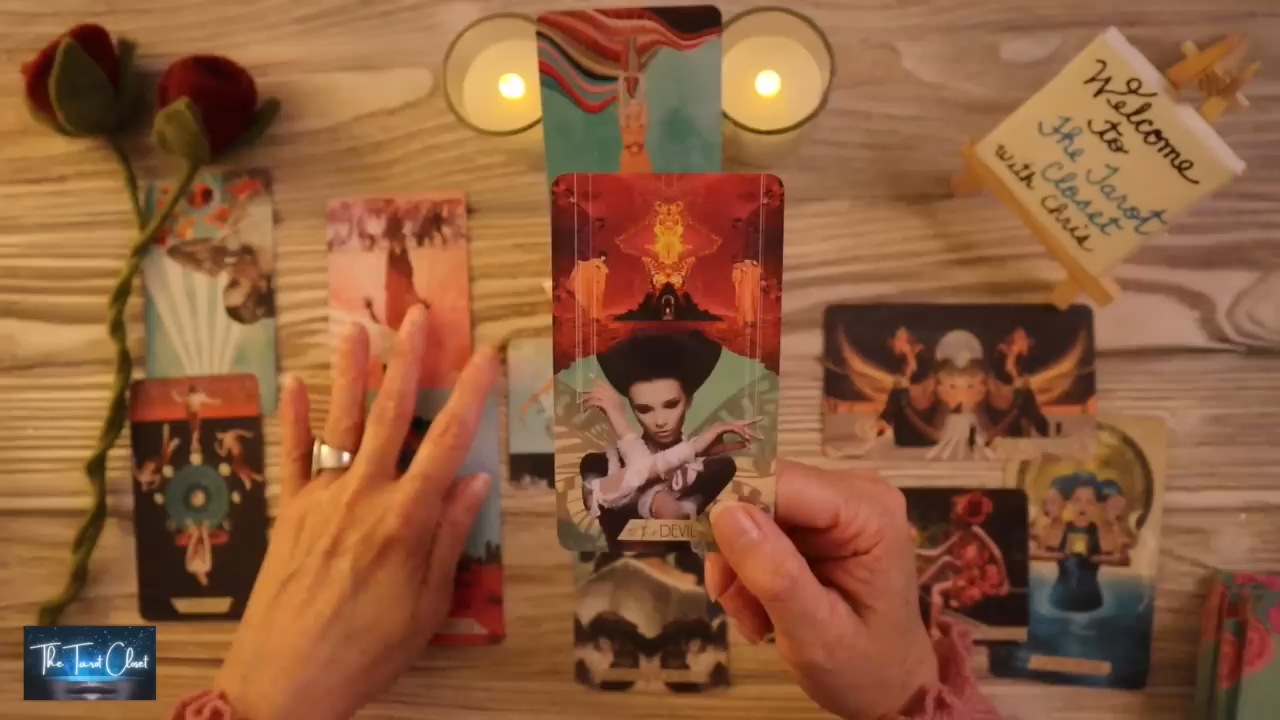 Welcome
to
The Tarot
Closet
with Chris
DEVIL
The Tarot Closet